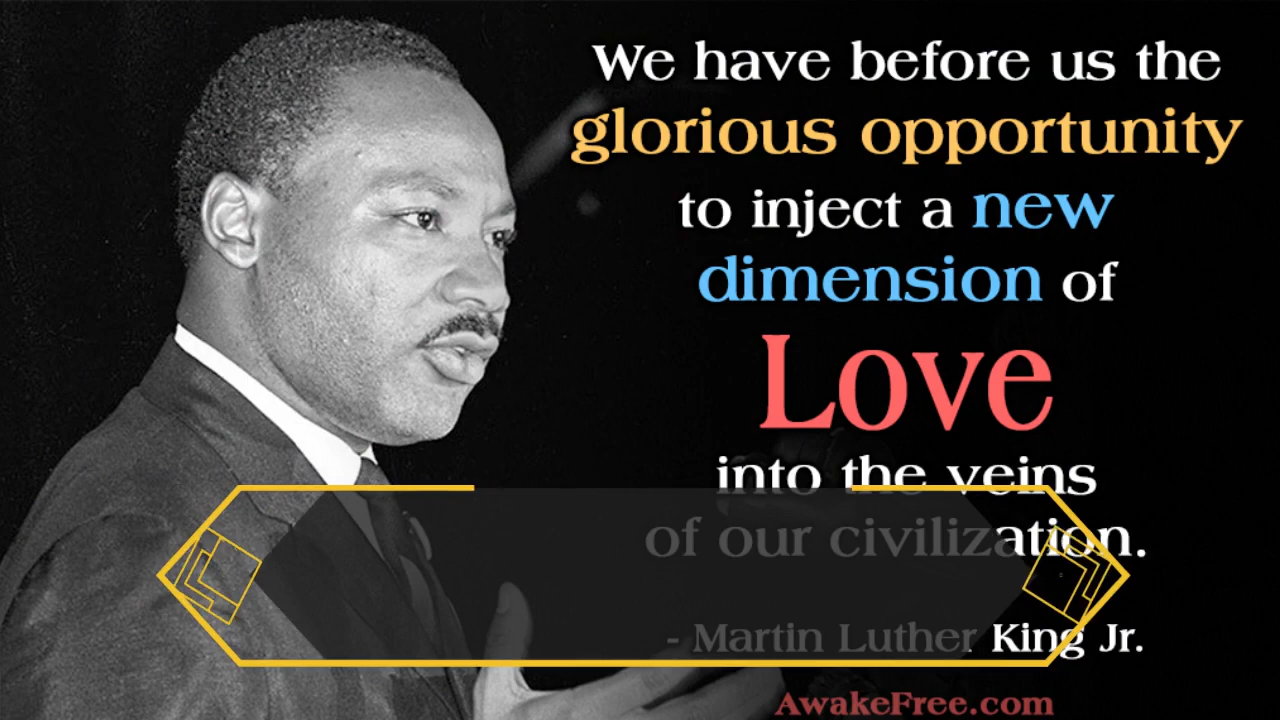 We have before us the
glorious opportunity
to inject a new
dimension of
Love
into the veins
of our civilization.
- Martin Luther King Jr.
AwakeFree.com